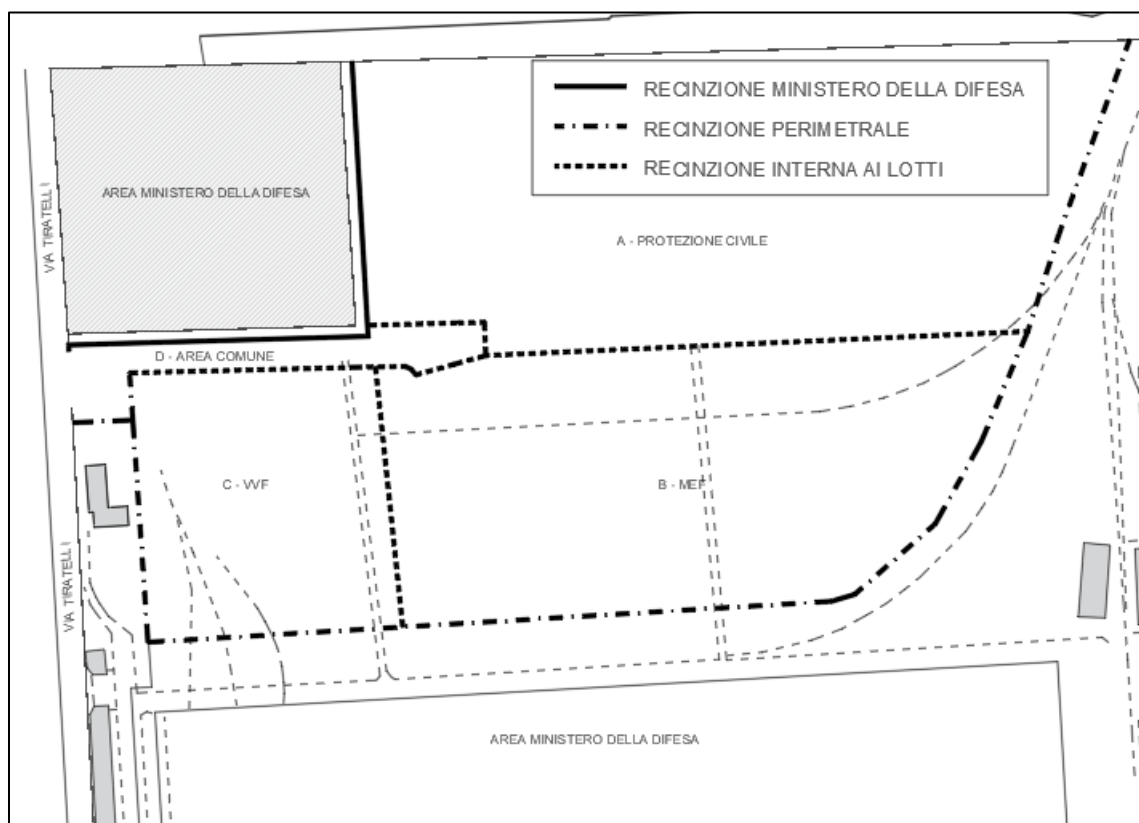 RECINZIONE MINISTERO DELLA DIFESA
RECINZIONE PERIMETRALE
RECINZIONE INTERNA AI LOTTI
AREA MINISTERO DELLA DIFESA
VIA TIRATELLI
A - PROTEZIONE CIVILE
D - AREA COMUNE
C - VVF
B - MEF
VIA TIRATELLI
AREA MINISTERO DELLA DIFESA